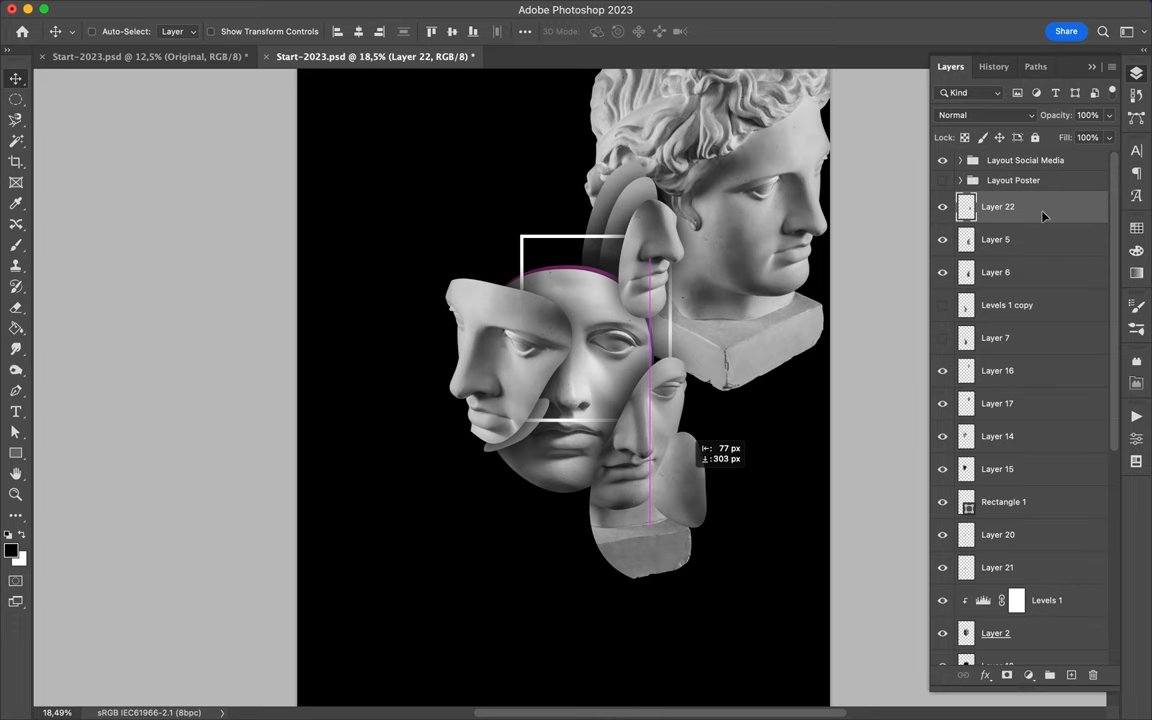 Adobe Photoshop 2023
Auto-Select: Layer Show Transform Controls 3D Mode: Share
Start-2023.psd @ 12,5% (Original, RGB/8) * Start-2023.psd @ 18,5% (Layer 22, RGB/8) *
Layers History Paths
Kind
Normal Opacity: 100%
Lock: Fill: 100%
Layout Social Media
Layout Poster
Layer 22
Layer 5
Layer 6
Levels 1 copy
Layer 7
Layer 16
Layer 17
Layer 14
: 77 px
: 303 px
Layer 15
Rectangle 1
Layer 20
Layer 21
Levels 1
Layer 2
18,49% sRGB IEC61966-2.1 (8bpc)